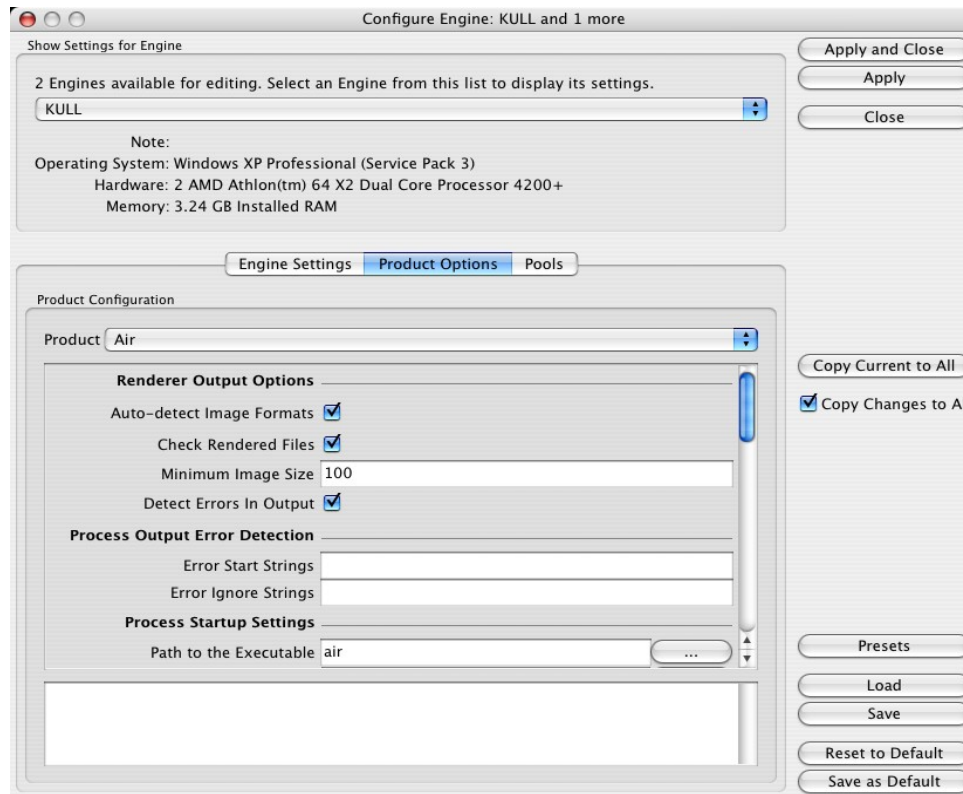 Configure Engine: KULL and 1 more
Show Settings for Engine
2 Engines available for editing. Select an Engine from this list to display its settings.
KULL
Note:
Operating System: Windows XP Professional (Service Pack 3)
Hardware: 2 AMD Athlon(tm) 64 X2 Dual Core Processor 4200+
Memory: 3.24 GB Installed RAM
Apply and Close
Apply
Close
Engine Settings
Product Options
Pools
Product Configuration
Product Air
Renderer Output Options
Auto-detect Image Formats
Check Rendered Files
Minimum Image Size 100
Detect Errors In Output
Process Output Error Detection
Error Start Strings
Error Ignore Strings
Process Startup Settings
Path to the Executable air ...
Copy Current to All
Copy Changes to A
Presets
Load
Save
Reset to Default
Save as Default